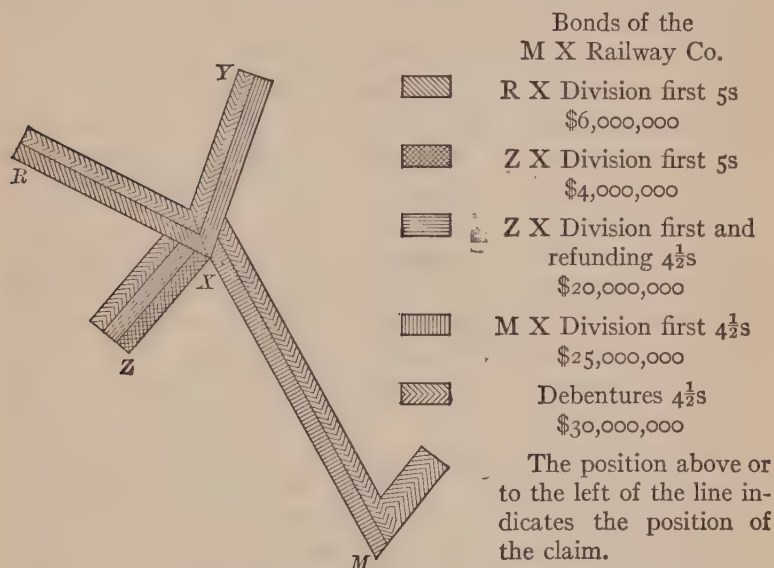 Bonds of the
M X Railway Co.
R X Division first 5s
$6,000,000
Z X Division first 5s
$4,000,000
Z X Division first and
refunding 4½s
$20,000,000
M X Division first 4½s
$25,000,000
Debentures 4½s
$30,000,000
The position above or
to the left of the line in-
dicates the position of
the claim.
Y
R
X
Z
M